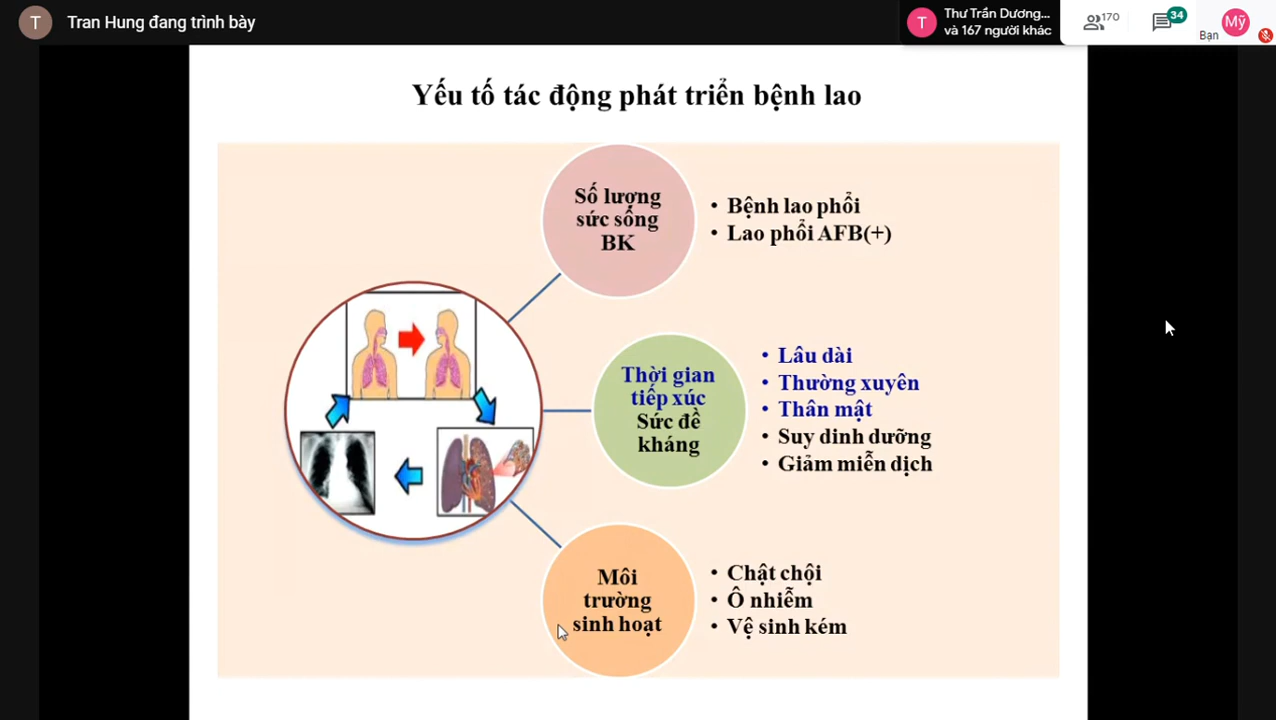 T
Tran Hung đang trình bày
T
Thư Trần Dương...
và 167 người khác
170
34
Bạn
Mỹ
Yếu tố tác động phát triển bệnh lao
Số lượng
sức sống
BK
• Bệnh lao phổi
• Lao phổi AFB(+)
Thời gian
tiếp xúc
Sức đề
kháng
• Lâu dài
• Thường xuyên
• Thân mật
• Suy dinh dưỡng
• Giảm miễn dịch
Môi
trường
sinh hoạt
• Chật chội
• Ô nhiễm
• Vệ sinh kém